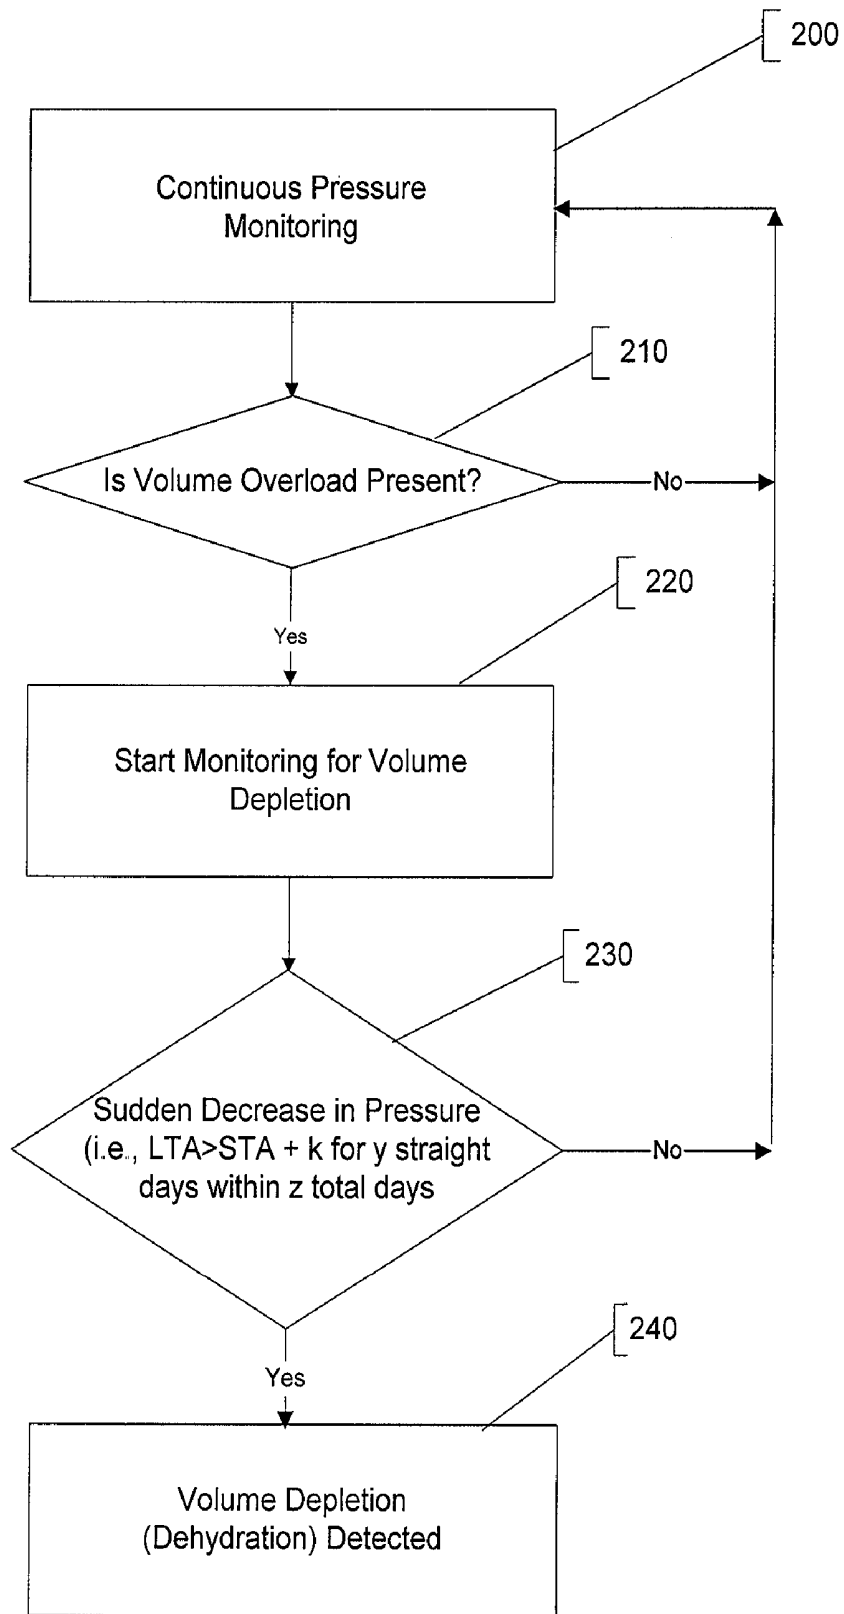 200
Continuous Pressure
Monitoring
210
Is Volume Overload Present?
No
220
Yes
Start Monitoring for Volume
Depletion
230
Sudden Decrease in Pressure
(i.e., LTA>STA + k for y straight
days within z total days
No
240
Yes
Volume Depletion
(Dehydration) Detected